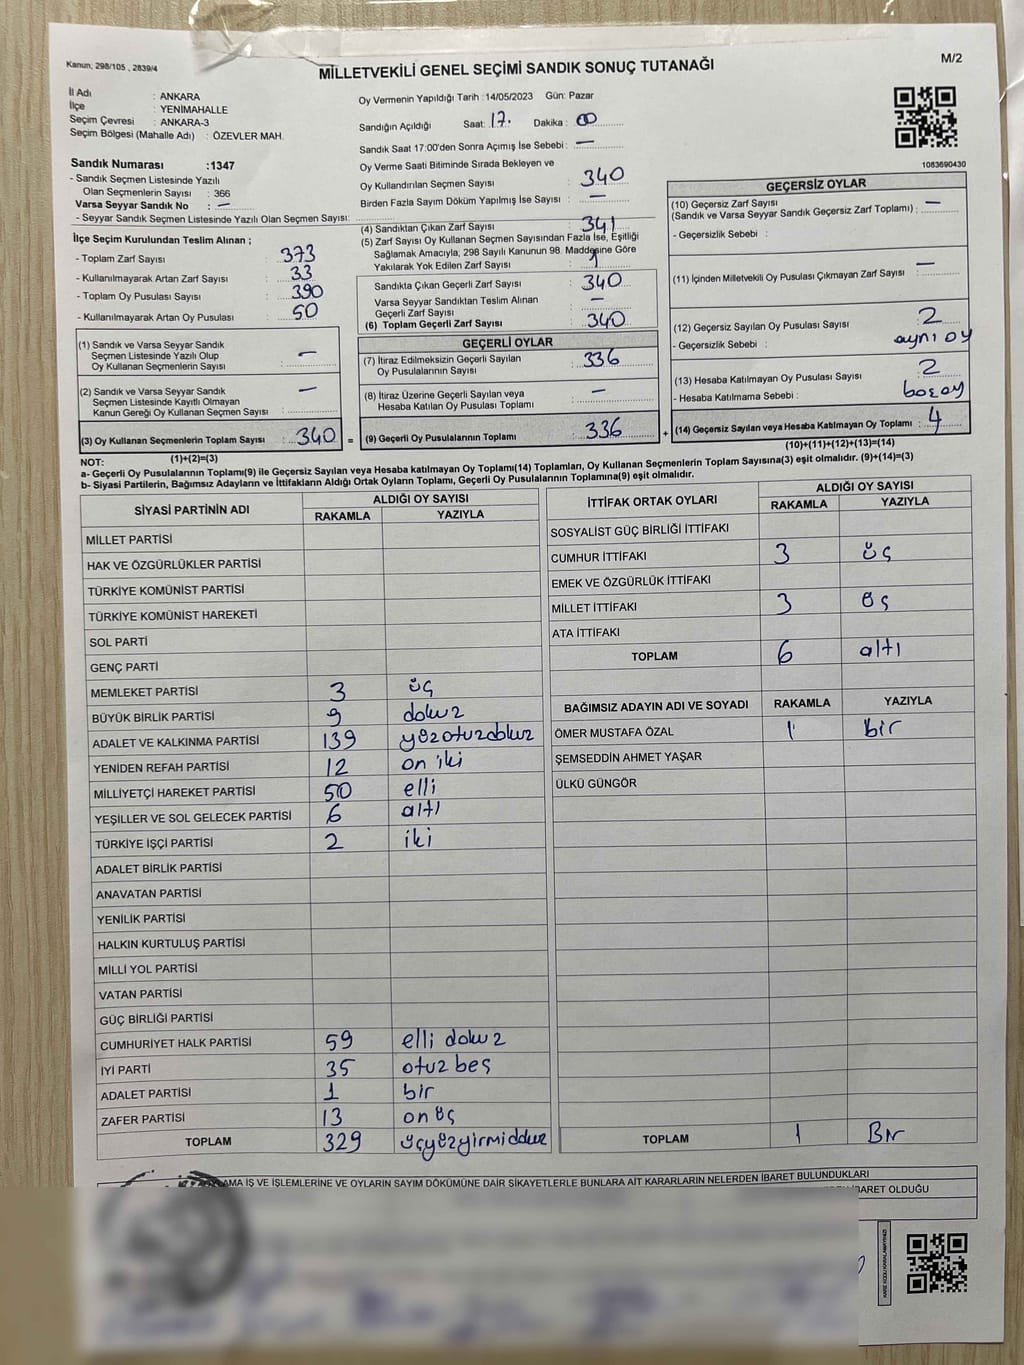 Kanun, 298/105 , 2839/4
M/2
MİLLETVEKİLİ GENEL SEÇİMİ SANDIK SONUÇ TUTANAĞI
İl Adı : ANKARA
İlçe : YENİMAHALLE
Seçim Çevresi : ANKARA-3
Seçim Bölgesi (Mahalle Adı) : ÖZEVLER MAH.
Sandık Numarası :1347
- Sandık Seçmen Listesinde Yazılı
Olan Seçmenlerin Sayısı : 366
Varsa Seyyar Sandık No : —
- Seyyar Sandık Seçmen Listesinde Yazılı Olan Seçmen Sayısı:
İlçe Seçim Kurulundan Teslim Alınan ;
- Toplam Zarf Sayısı : 373
- Kullanılmayarak Artan Zarf Sayısı : 33
- Toplam Oy Pusulası Sayısı : 390
- Kullanılmayarak Artan Oy Pusulası : 50
(1) Sandık ve Varsa Seyyar Sandık
Seçmen Listesinde Yazılı Olup
Oy Kullanan Seçmenlerin Sayısı : —
(2) Sandık ve Varsa Seyyar Sandık
Seçmen Listesinde Kayıtlı Olmayan
Kanun Gereği Oy Kullanan Seçmen Sayısı : —
(3) Oy Kullanan Seçmenlerin Toplam Sayısı : 340 =
(1)+(2)=(3)
Oy Vermenin Yapıldığı Tarih :14/05/2023 Gün: Pazar
Sandığın Açıldığı Saat: 17. Dakika : 00
Sandık Saat 17:00'den Sonra Açımış İse Sebebi : —
Oy Verme Saati Bitiminde Sırada Bekleyen ve
Oy Kullandırılan Seçmen Sayısı : 340
Birden Fazla Sayım Döküm Yapılmış İse Sayısı : —
(4) Sandıktan Çıkan Zarf Sayısı : 341
(5) Zarf Sayısı Oy Kullanan Seçmen Sayısından Fazla İse, Eşitliği
Sağlamak Amacıyla; 298 Sayılı Kanunun 98. Maddesine Göre
Yakılarak Yok Edilen Zarf Sayısı : 1
Sandıkta Çıkan Geçerli Zarf Sayısı : 340
Varsa Seyyar Sandıktan Teslim Alınan
Geçerli Zarf Sayısı : —
(6) Toplam Geçerli Zarf Sayısı : 340
GEÇERLİ OYLAR
(7) İtiraz Edilmeksizin Geçerli Sayılan
Oy Pusulalarının Sayısı : 336
(8) İtiraz Üzerine Geçerli Sayılan veya
Hesaba Katılan Oy Pusulası Toplamı : —
(9) Geçerli Oy Pusulalarının Toplamı : 336 +
1083690430
GEÇERSİZ OYLAR
(10) Geçersiz Zarf Sayısı
(Sandık ve Varsa Seyyar Sandık Geçersiz Zarf Toplamı) : —
- Geçersizlik Sebebi :
(11) İçinden Milletvekili Oy Pusulası Çıkmayan Zarf Sayısı : —
(12) Geçersiz Sayılan Oy Pusulası Sayısı : 2
- Geçersizlik Sebebi : aynı oy
(13) Hesaba Katılmayan Oy Pusulası Sayısı : 2
- Hesaba Katılmama Sebebi : boş oy
(14) Geçersiz Sayılan veya Hesaba Katılmayan Oy Toplamı : 4
(10)+(11)+(12)+(13)=(14)
NOT:
a- Geçerli Oy Pusulalarının Toplamı(9) ile Geçersiz Sayılan veya Hesaba katılmayan Oy Toplamı(14) Toplamları, Oy Kullanan Seçmenlerin Toplam Sayısına(3) eşit olmalıdır. (9)+(14)=(3)
b- Siyasi Partilerin, Bağımsız Adayların ve İttifakların Aldığı Ortak Oyların Toplamı, Geçerli Oy Pusulalarının Toplamına(9) eşit olmalıdır.
SİYASİ PARTİNİN ADI ALDIĞI OY SAYISI
RAKAMLA YAZIYLA
MİLLET PARTİSİ
HAK VE ÖZGÜRLÜKLER PARTİSİ
TÜRKİYE KOMÜNİST PARTİSİ
TÜRKİYE KOMÜNİST HAREKETİ
SOL PARTİ
GENÇ PARTİ
MEMLEKET PARTİSİ 3 üç
BÜYÜK BİRLİK PARTİSİ 9 dokuz
ADALET VE KALKINMA PARTİSİ 139 yüzotuzdokuz
YENİDEN REFAH PARTİSİ 12 on iki
MİLLİYETÇİ HAREKET PARTİSİ 50 elli
YEŞİLLER VE SOL GELECEK PARTİSİ 6 altı
TÜRKİYE İŞÇİ PARTİSİ 2 iki
ADALET BİRLİK PARTİSİ
ANAVATAN PARTİSİ
YENİLİK PARTİSİ
HALKIN KURTULUŞ PARTİSİ
MİLLİ YOL PARTİSİ
VATAN PARTİSİ
GÜÇ BİRLİĞİ PARTİSİ
CUMHURİYET HALK PARTİSİ 59 elli dokuz
İYİ PARTİ 35 otuz beş
ADALET PARTİSİ 1 bir
ZAFER PARTİSİ 13 on üç
TOPLAM 329 üçyüzyirmidokuz
İTTİFAK ORTAK OYLARI ALDIĞI OY SAYISI
RAKAMLA YAZIYLA
SOSYALİST GÜÇ BİRLİĞİ İTTİFAKI
CUMHUR İTTİFAKI 3 üç
EMEK VE ÖZGÜRLÜK İTTİFAKI
MİLLET İTTİFAKI 3 üç
ATA İTTİFAKI
TOPLAM 6 altı
BAĞIMSIZ ADAYIN ADI VE SOYADI RAKAMLA YAZIYLA
ÖMER MUSTAFA ÖZAL 1 bir
ŞEMSEDDİN AHMET YAŞAR
ÜLKÜ GÜNGÖR
TOPLAM 1 Bir
AMA İŞ VE İŞLEMLERİNE VE OYLARIN SAYIM DÖKÜMÜNE DAİR ŞİKAYETLERLE BUNLARA AİT KARARLARIN NELERDEN İBARET BULUNDUKLARI
İBARET OLDUĞU